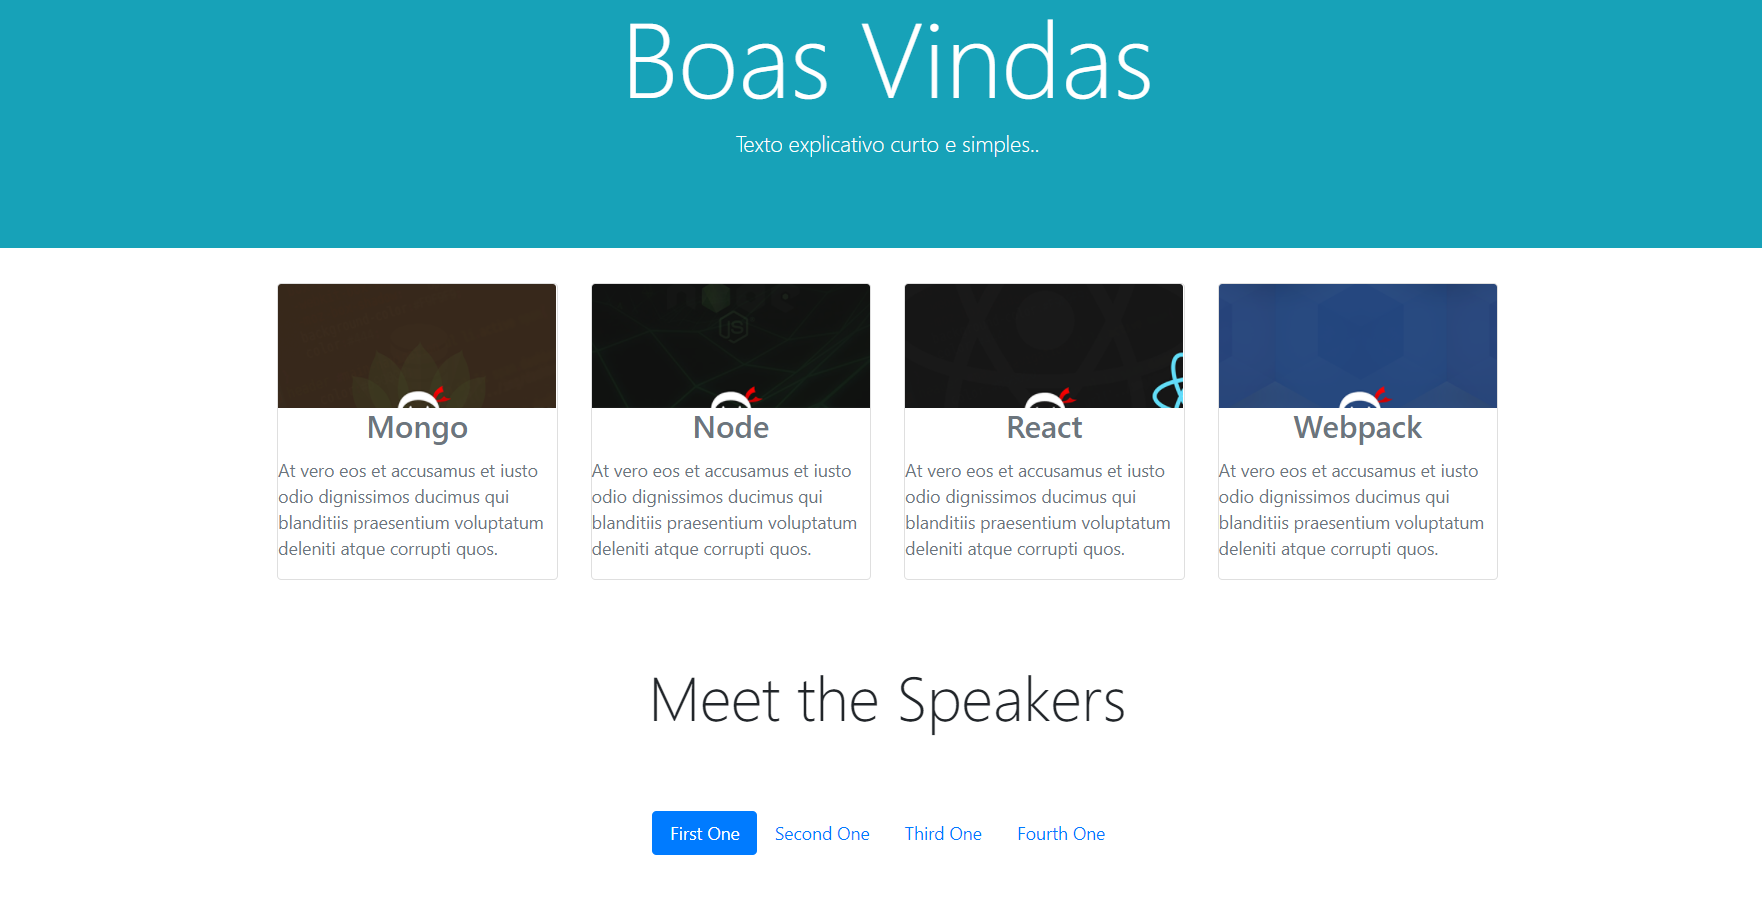 Boas Vindas
Texto explicativo curto e simples..
JS
Mongo
At vero eos et accusamus et iusto
odio dignissimos ducimus qui
blanditiis praesentium voluptatum
deleniti atque corrupti quos.
Node
At vero eos et accusamus et iusto
odio dignissimos ducimus qui
blanditiis praesentium voluptatum
deleniti atque corrupti quos.
React
At vero eos et accusamus et iusto
odio dignissimos ducimus qui
blanditiis praesentium voluptatum
deleniti atque corrupti quos.
Webpack
At vero eos et accusamus et iusto
odio dignissimos ducimus qui
blanditiis praesentium voluptatum
deleniti atque corrupti quos.
Meet the Speakers
First One
Second One
Third One
Fourth One